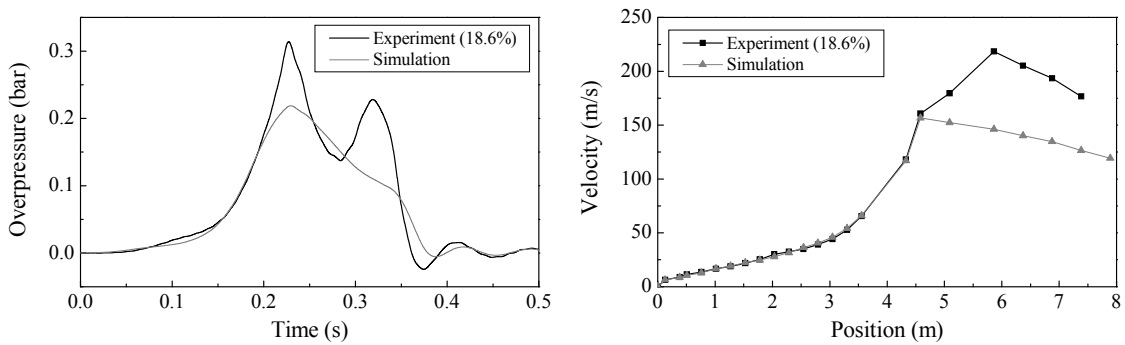 Overpressure (bar)
0.3
0.2
0.1
0.0
Experiment (18.6%)
Simulation
0.0 0.1 0.2 0.3 0.4 0.5
Time (s)
Velocity (m/s)
250
200
150
100
50
0
Experiment (18.6%)
Simulation
0 1 2 3 4 5 6 7 8
Position (m)